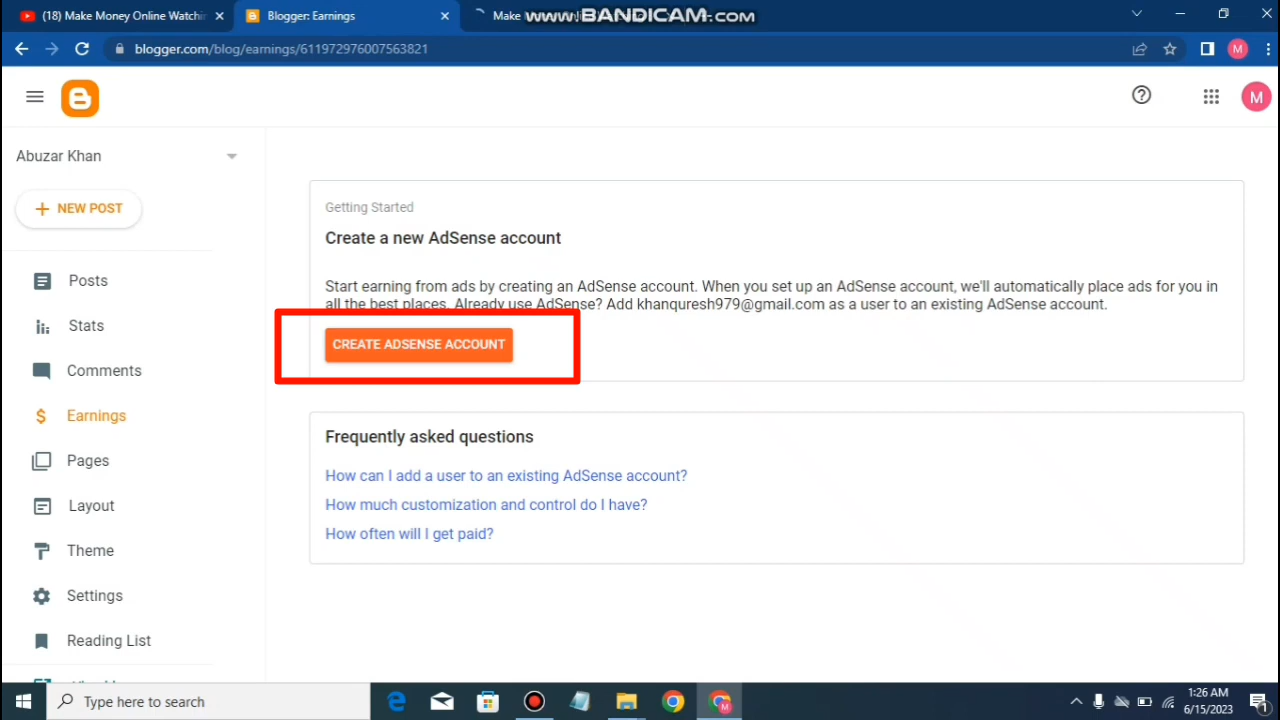 (18) Make Money Online Watchin
Blogger: Earnings
Make
www.BANDICAM.com
blogger.com/blog/earnings/611972976007563821
M
M
Abuzar Khan
NEW POST
Posts
Stats
Comments
Earnings
Pages
Layout
Theme
Settings
Reading List
Getting Started
Create a new AdSense account
Start earning from ads by creating an AdSense account. When you set up an AdSense account, we'll automatically place ads for you in
all the best places. Already use AdSense? Add khanquresh979@gmail.com as a user to an existing AdSense account.
CREATE ADSENSE ACCOUNT
Frequently asked questions
How can I add a user to an existing AdSense account?
How much customization and control do I have?
How often will I get paid?
Type here to search
M
1:26 AM
6/15/2023
1